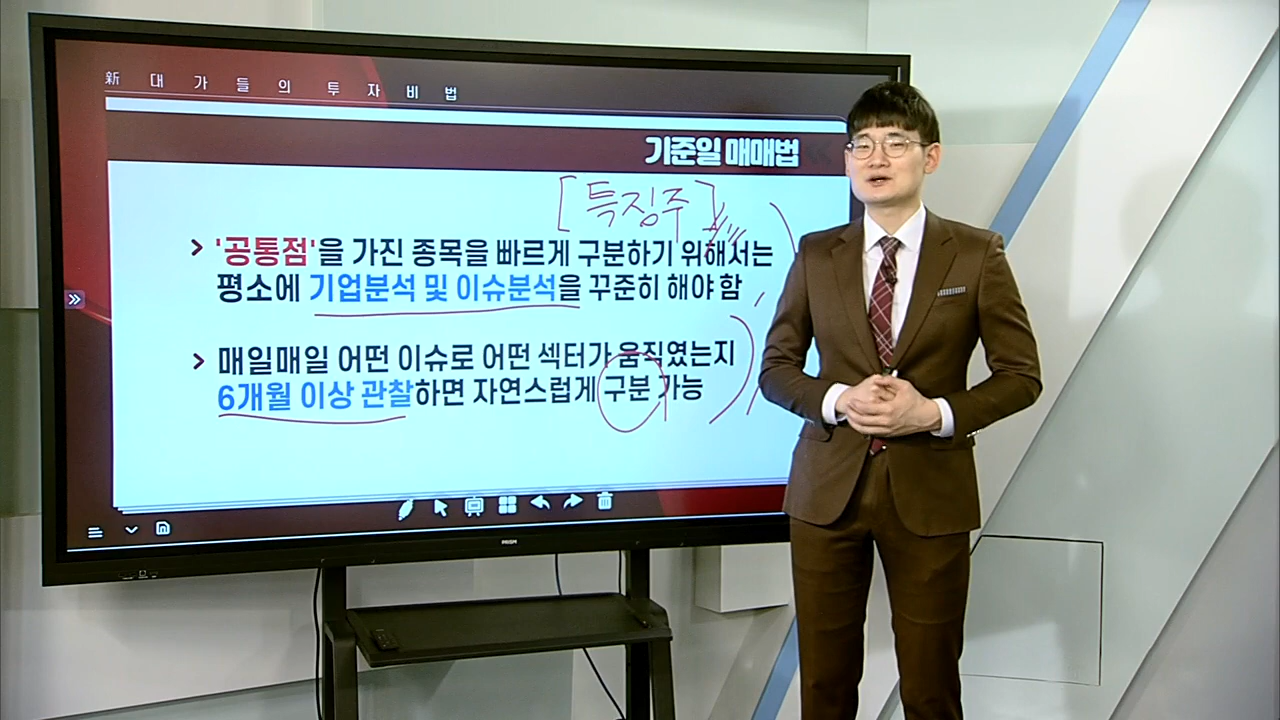 新 대 가 들 의 투 자 비 법
기준일 매매법
[특징주]
'공통점'을 가진 종목을 빠르게 구분하기 위해서는
평소에 기업분석 및 이슈분석을 꾸준히 해야 함
매일매일 어떤 이슈로 어떤 섹터가 움직였는지
6개월 이상 관찰하면 자연스럽게 구분 가능
PRISM